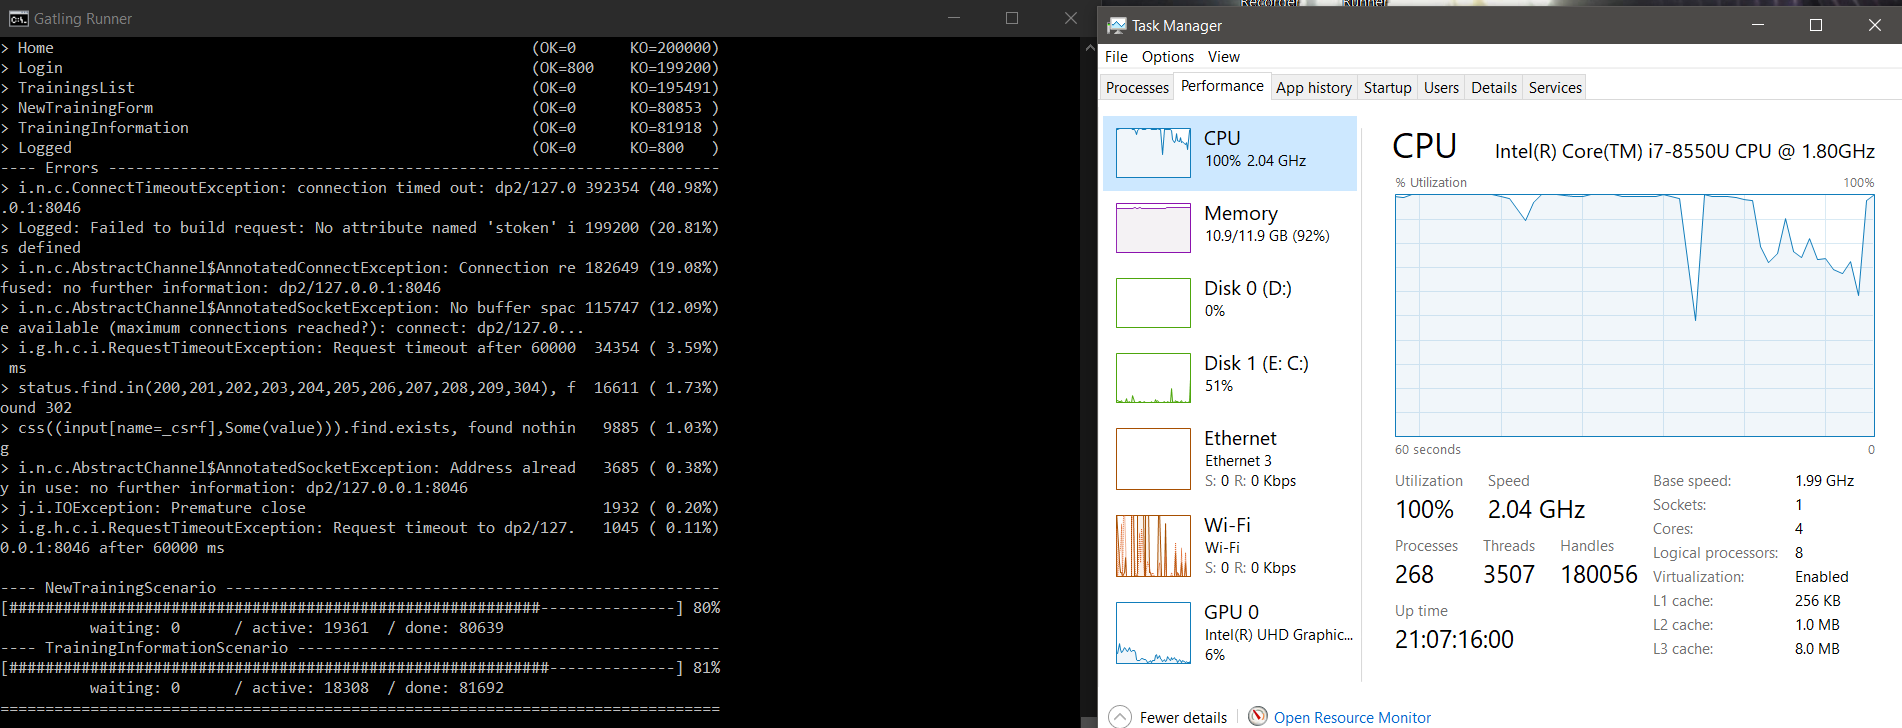 Gatling Runner
> Home (OK=0 KO=200000)
> Login (OK=800 KO=199200)
> TrainingsList (OK=0 KO=195491)
> NewTrainingForm (OK=0 KO=80853 )
> TrainingInformation (OK=0 KO=81918 )
> Logged (OK=0 KO=800 )
---- Errors --------------------------------------------------------------------
> i.n.c.ConnectTimeoutException: connection timed out: dp2/127.0 392354 (40.98%)
.0.1:8046
> Logged: Failed to build request: No attribute named 'stoken' i 199200 (20.81%)
s defined
> i.n.c.AbstractChannel$AnnotatedConnectException: Connection re 182649 (19.08%)
fused: no further information: dp2/127.0.0.1:8046
> i.n.c.AbstractChannel$AnnotatedSocketException: No buffer spac 115747 (12.09%)
e available (maximum connections reached?): connect: dp2/127.0...
> i.g.h.c.i.RequestTimeoutException: Request timeout after 60000 34354 ( 3.59%)
ms
> status.find.in(200,201,202,203,204,205,206,207,208,209,304), f 16611 ( 1.73%)
ound 302
> css((input[name=_csrf],Some(value))).find.exists, found nothin 9885 ( 1.03%)
g
> i.n.c.AbstractChannel$AnnotatedSocketException: Address alread 3685 ( 0.38%)
y in use: no further information: dp2/127.0.0.1:8046
> j.i.IOException: Premature close 1932 ( 0.20%)
> i.g.h.c.i.RequestTimeoutException: Request timeout to dp2/127. 1045 ( 0.11%)
0.0.1:8046 after 60000 ms
---- NewTrainingScenario -------------------------------------------------------
[###########################################################---------------] 80%
waiting: 0 / active: 19361 / done: 80639
---- TrainingInformationScenario -----------------------------------------------
[############################################################--------------] 81%
waiting: 0 / active: 18308 / done: 81692
================================================================================
Recorder Runner
Task Manager
File Options View
Processes Performance App history Startup Users Details Services
CPU
100% 2.04 GHz
Memory
10.9/11.9 GB (92%)
Disk 0 (D:)
0%
Disk 1 (E: C:)
51%
Ethernet
Ethernet 3
S: 0 R: 0 Kbps
Wi-Fi
Wi-Fi
S: 0 R: 0 Kbps
GPU 0
Intel(R) UHD Graphic...
6%
CPU Intel(R) Core(TM) i7-8550U CPU @ 1.80GHz
% Utilization 100%
60 seconds 0
Utilization Speed
100% 2.04 GHz
Processes Threads Handles
268 3507 180056
Up time
21:07:16:00
Base speed: 1.99 GHz
Sockets: 1
Cores: 4
Logical processors: 8
Virtualization: Enabled
L1 cache: 256 KB
L2 cache: 1.0 MB
L3 cache: 8.0 MB
Fewer details Open Resource Monitor